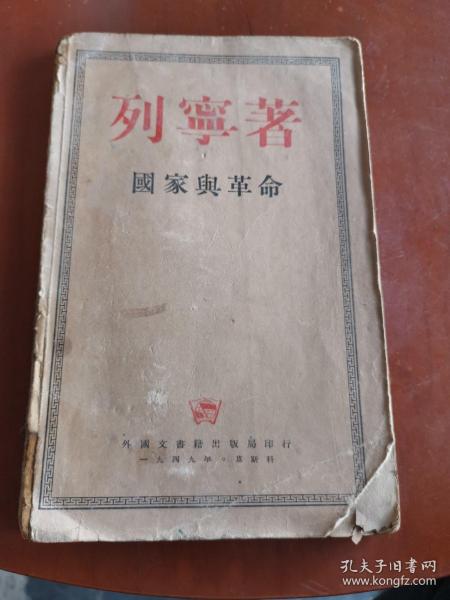 列寧著
國家與革命
外國文書籍出版局印行
一九四九年。莫斯科
孔夫子旧书网
www.kongfz.com